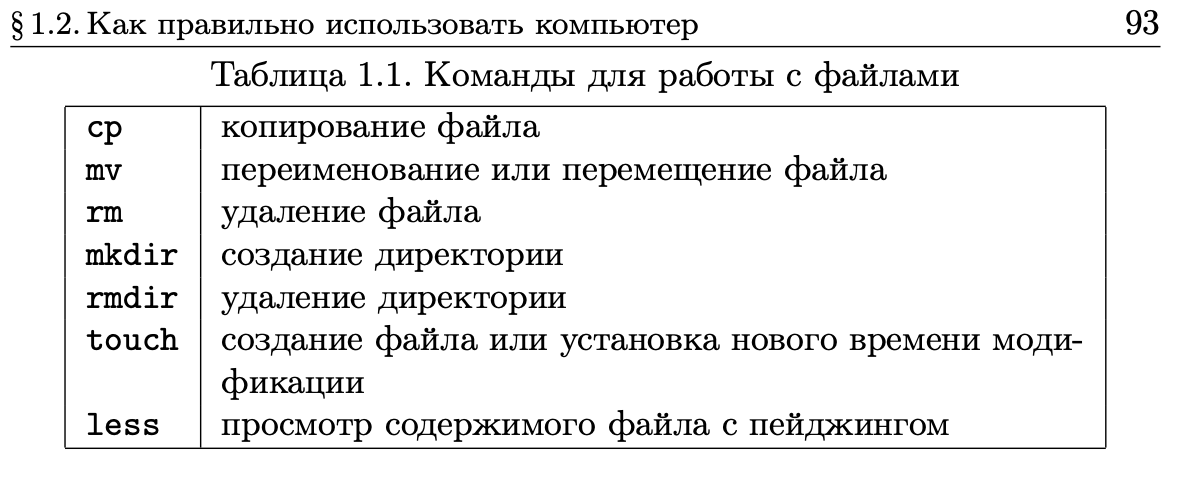 § 1.2. Как правильно использовать компьютер 93
Таблица 1.1. Команды для работы с файлами
cp копирование файла
mv переименование или перемещение файла
rm удаление файла
mkdir создание директории
rmdir удаление директории
touch создание файла или установка нового времени моди-
фикации
less просмотр содержимого файла с пейджингом